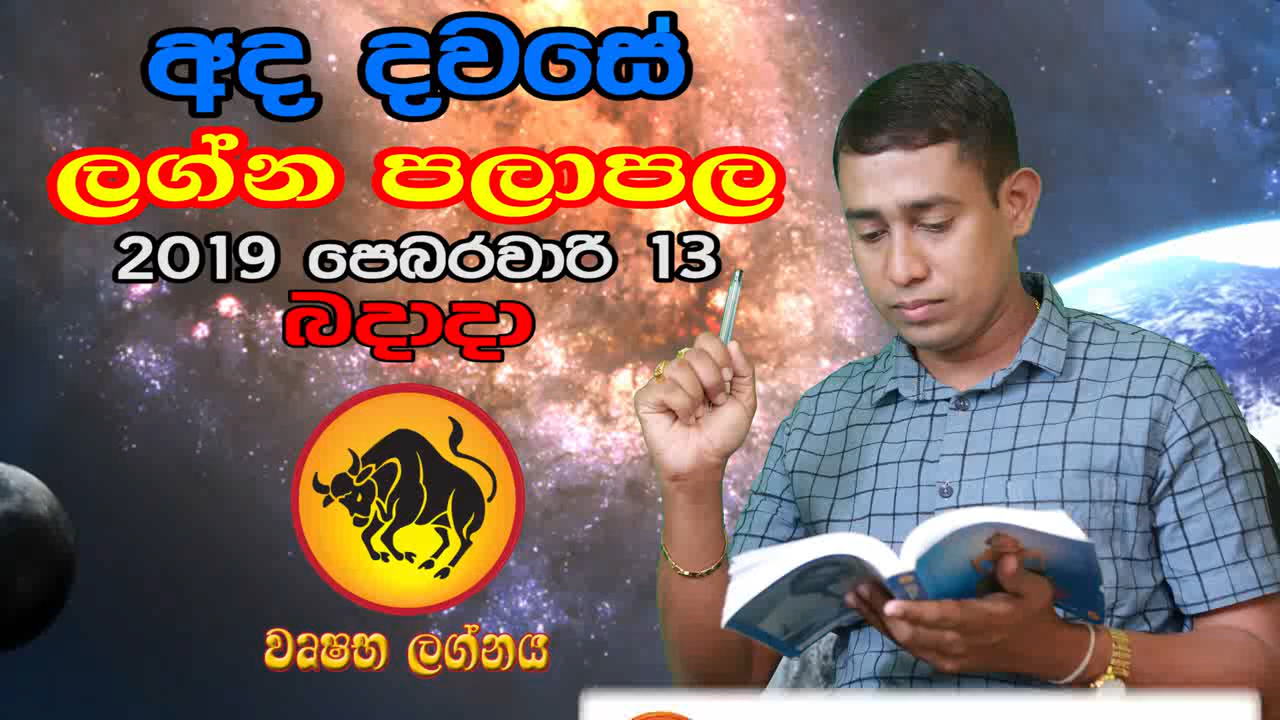 අද දවසේ
ලග්න පලාපල
2019 පෙබරවාරි 13
බදාදා
වෘෂභ ලග්නය